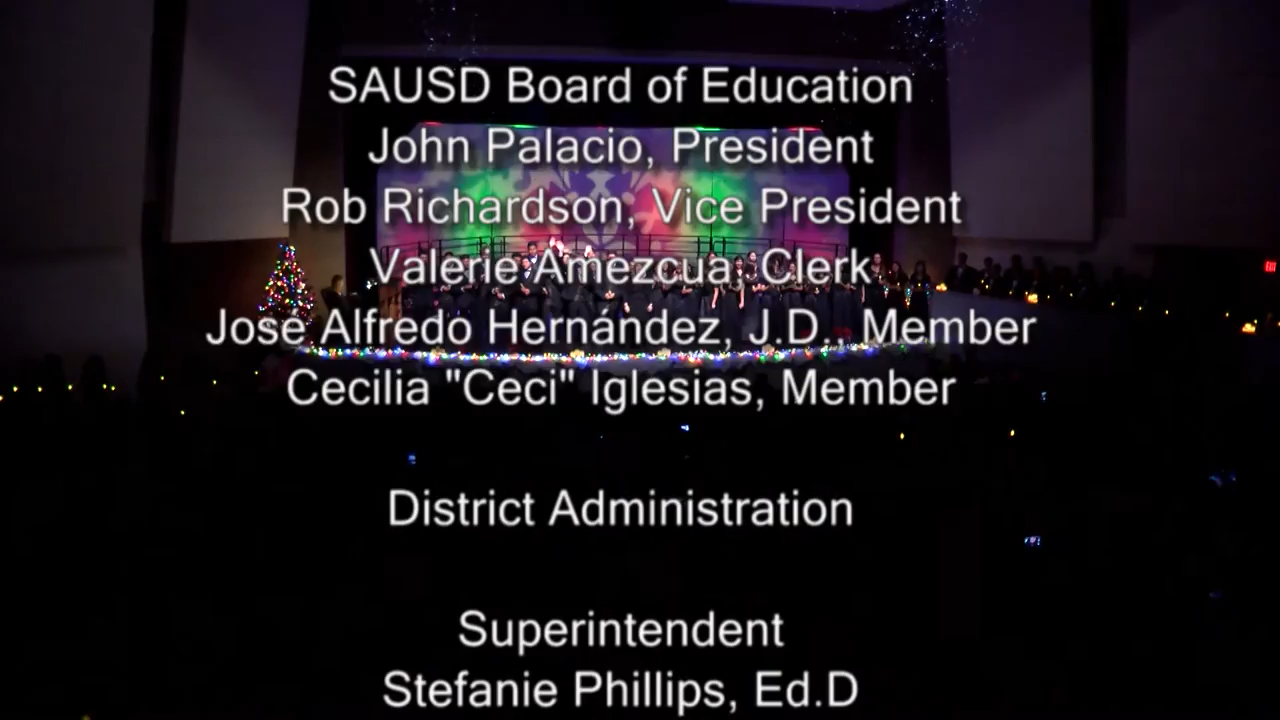 SAUSD Board of Education
John Palacio, President
Rob Richardson, Vice President
Valerie Amezcua, Clerk
José Alfredo Hernández, J.D., Member
Cecilia "Ceci" Iglesias, Member
District Administration
Superintendent
Stefanie Phillips, Ed.D